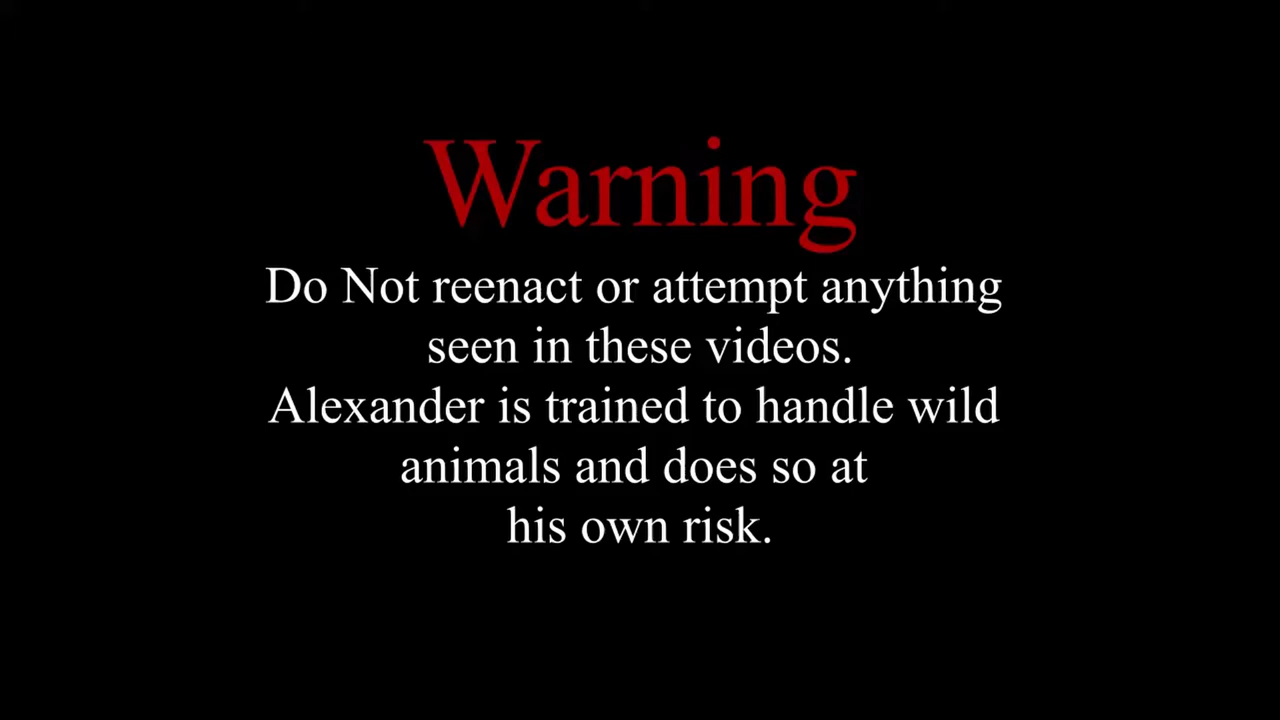 Warning
Do Not reenact or attempt anything
seen in these videos.
Alexander is trained to handle wild
animals and does so at
his own risk.